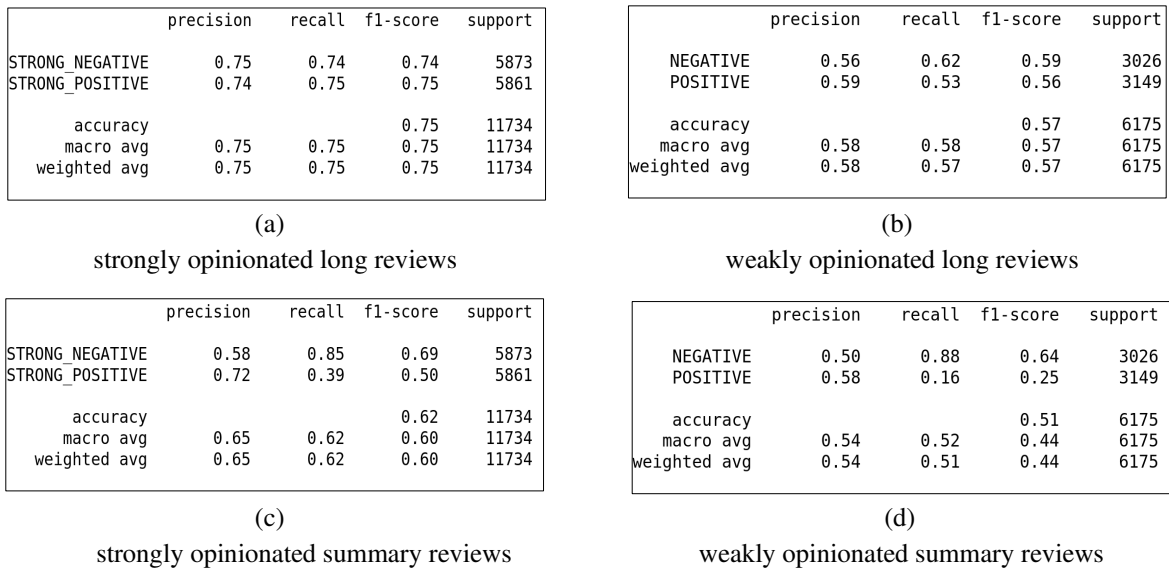 precision recall f1-score support
STRONG_NEGATIVE 0.75 0.74 0.74 5873
STRONG_POSITIVE 0.74 0.75 0.75 5861
accuracy 0.75 11734
macro avg 0.75 0.75 0.75 11734
weighted avg 0.75 0.75 0.75 11734
(a)
strongly opinionated long reviews
precision recall f1-score support
NEGATIVE 0.56 0.62 0.59 3026
POSITIVE 0.59 0.53 0.56 3149
accuracy 0.57 6175
macro avg 0.58 0.58 0.57 6175
weighted avg 0.58 0.57 0.57 6175
(b)
weakly opinionated long reviews
precision recall f1-score support
STRONG_NEGATIVE 0.58 0.85 0.69 5873
STRONG_POSITIVE 0.72 0.39 0.50 5861
accuracy 0.62 11734
macro avg 0.65 0.62 0.60 11734
weighted avg 0.65 0.62 0.60 11734
(c)
strongly opinionated summary reviews
precision recall f1-score support
NEGATIVE 0.50 0.88 0.64 3026
POSITIVE 0.58 0.16 0.25 3149
accuracy 0.51 6175
macro avg 0.54 0.52 0.44 6175
weighted avg 0.54 0.51 0.44 6175
(d)
weakly opinionated summary reviews